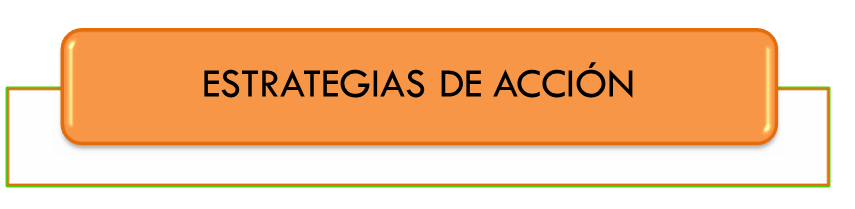 ESTRATEGIAS DE ACCIÓN